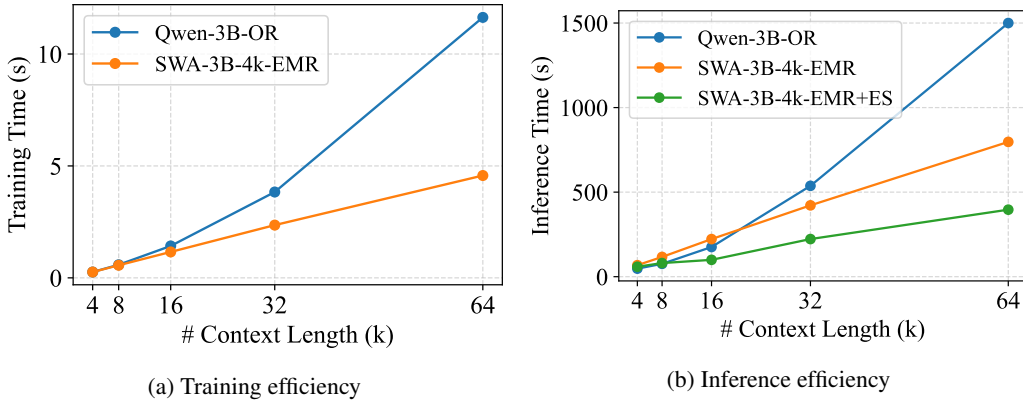 Training Time (s)
10
5
0
Qwen-3B-OR
SWA-3B-4k-EMR
4 8 16 32 64
# Context Length (k)
(a) Training efficiency
Inference Time (s)
1500
1000
500
0
Qwen-3B-OR
SWA-3B-4k-EMR
SWA-3B-4k-EMR+ES
4 8 16 32 64
# Context Length (k)
(b) Inference efficiency